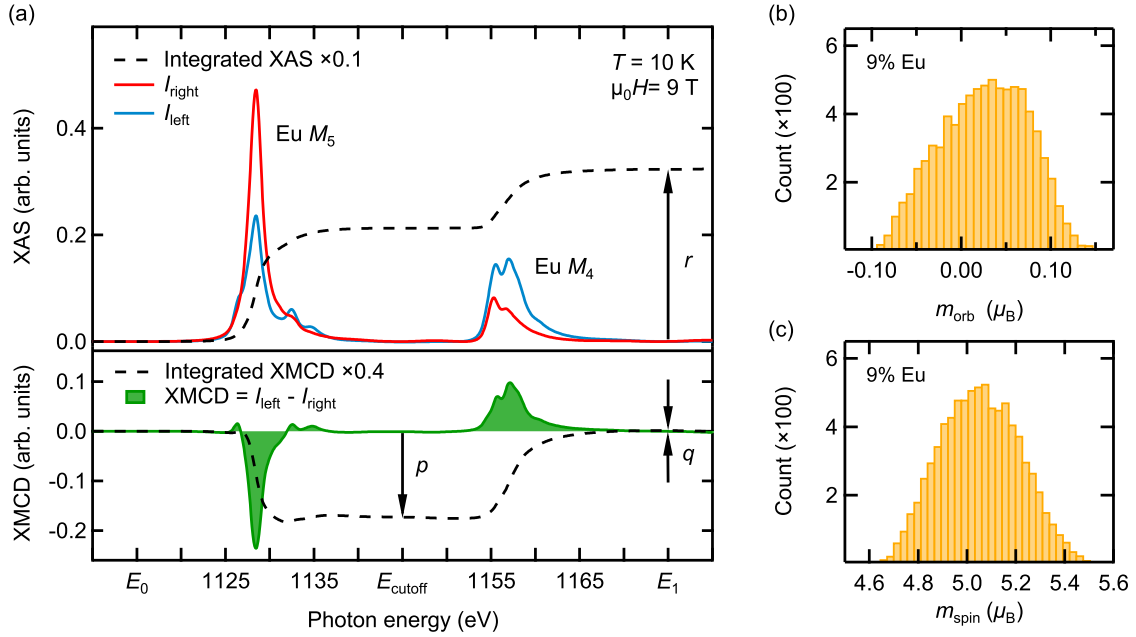 (a)
Integrated XAS ×0.1
I_right
I_left
T = 10 K
μ₀H= 9 T
Eu M₅
Eu M₄
r
XAS (arb. units)
0.4
0.2
0.0
Integrated XMCD ×0.4
XMCD = I_left - I_right
p
q
XMCD (arb. units)
0.1
0.0
-0.1
-0.2
E₀ 1125 1135 E_cutoff 1155 1165 E₁
Photon energy (eV)
(b)
9% Eu
Count (×100)
6
4
2
-0.10 0.00 0.10
m_orb (μ_B)
(c)
9% Eu
Count (×100)
6
4
2
4.6 4.8 5.0 5.2 5.4 5.6
m_spin (μ_B)